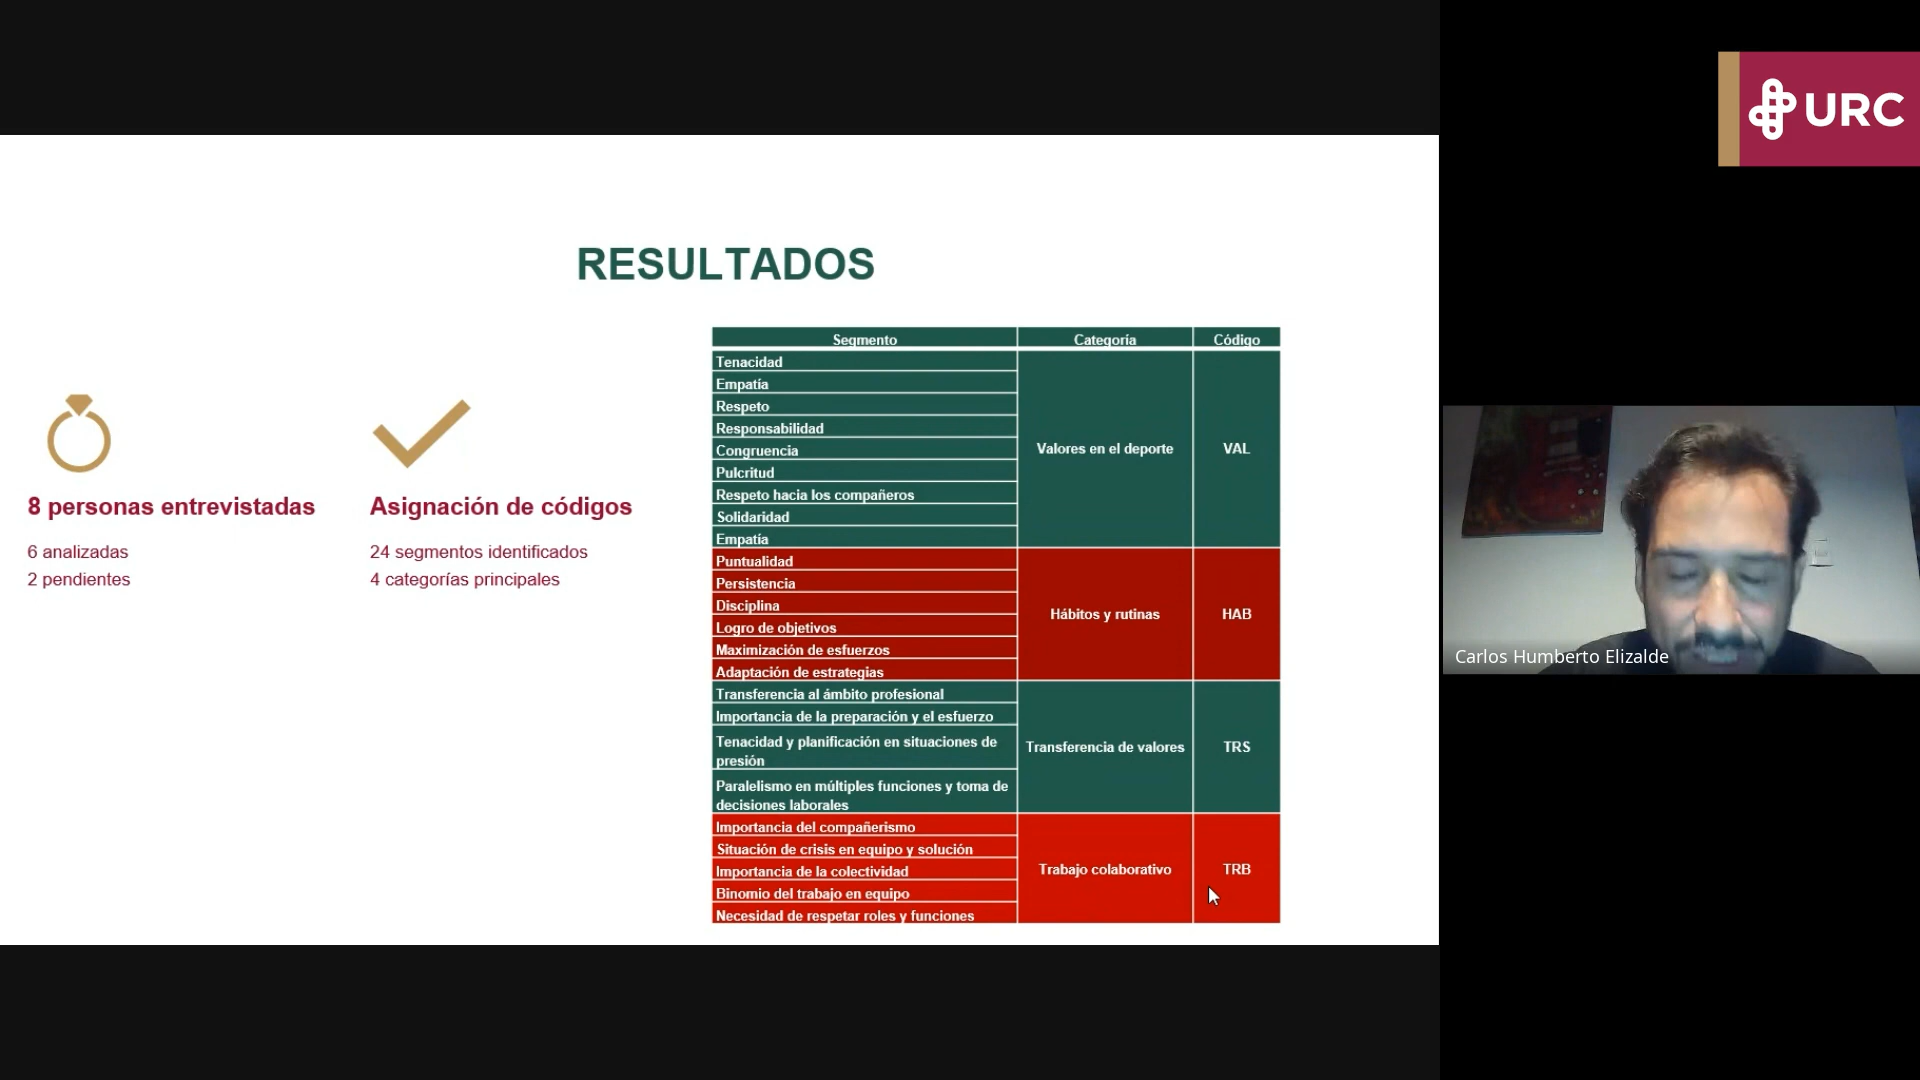 URC
RESULTADOS
8 personas entrevistadas
6 analizadas
2 pendientes
Asignación de códigos
24 segmentos identificados
4 categorías principales
Segmento Categoría Código
Tenacidad
Empatía
Respeto
Responsabilidad
Congruencia
Pulcritud
Respeto hacia los compañeros
Solidaridad
Empatía
Valores en el deporte VAL
Puntualidad
Persistencia
Disciplina
Logro de objetivos
Maximización de esfuerzos
Adaptación de estrategias
Hábitos y rutinas HAB
Transferencia al ámbito profesional
Importancia de la preparación y el esfuerzo
Tenacidad y planificación en situaciones de
presión
Paralelismo en múltiples funciones y toma de
decisiones laborales
Transferencia de valores TRS
Importancia del compañerismo
Situación de crisis en equipo y solución
Importancia de la colectividad
Binomio del trabajo en equipo
Necesidad de respetar roles y funciones
Trabajo colaborativo TRB
Carlos Humberto Elizalde